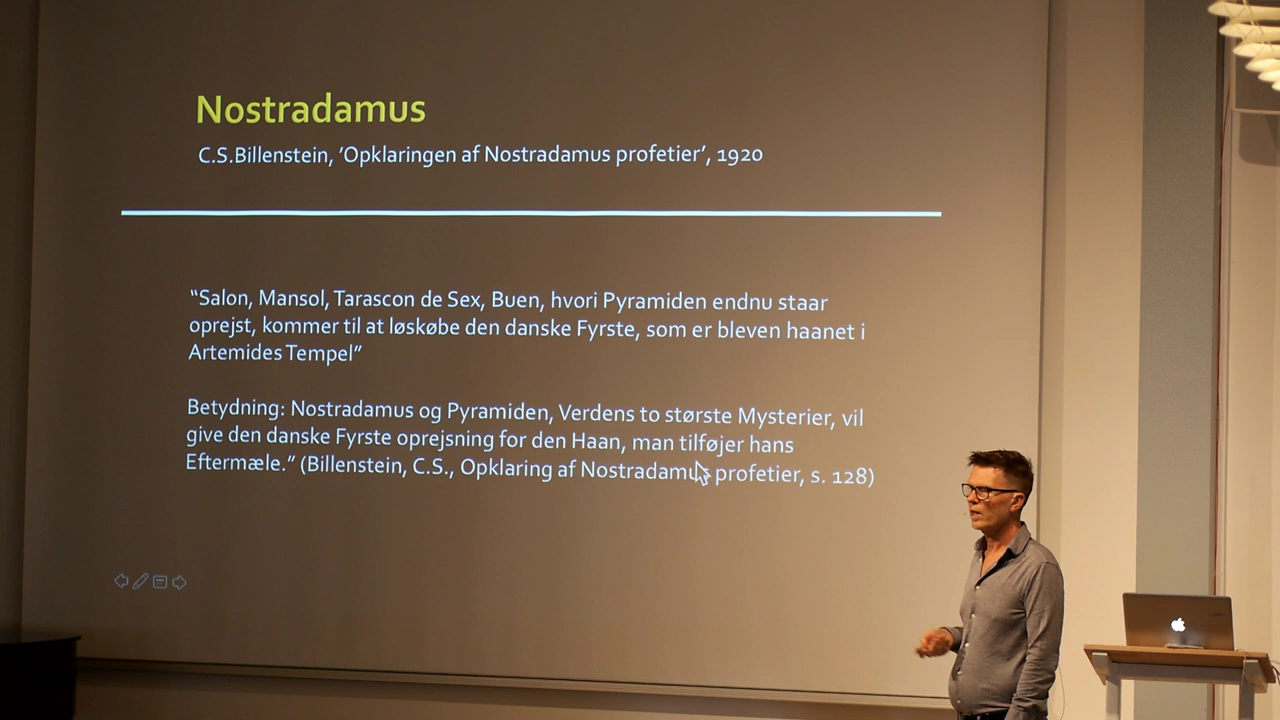 Nostradamus
C.S.Billenstein, ’Opklaringen af Nostradamus profetier’, 1920
“Salon, Mansol, Tarascon de Sex, Buen, hvori Pyramiden endnu staar
oprejst, kommer til at løskøbe den danske Fyrste, som er bleven haanet i
Artemides Tempel”
Betydning: Nostradamus og Pyramiden, Verdens to største Mysterier, vil
give den danske Fyrste oprejsning for den Haan, man tilføjer hans
Eftermæle.” (Billenstein, C.S., Opklaring af Nostradamus profetier, s. 128)